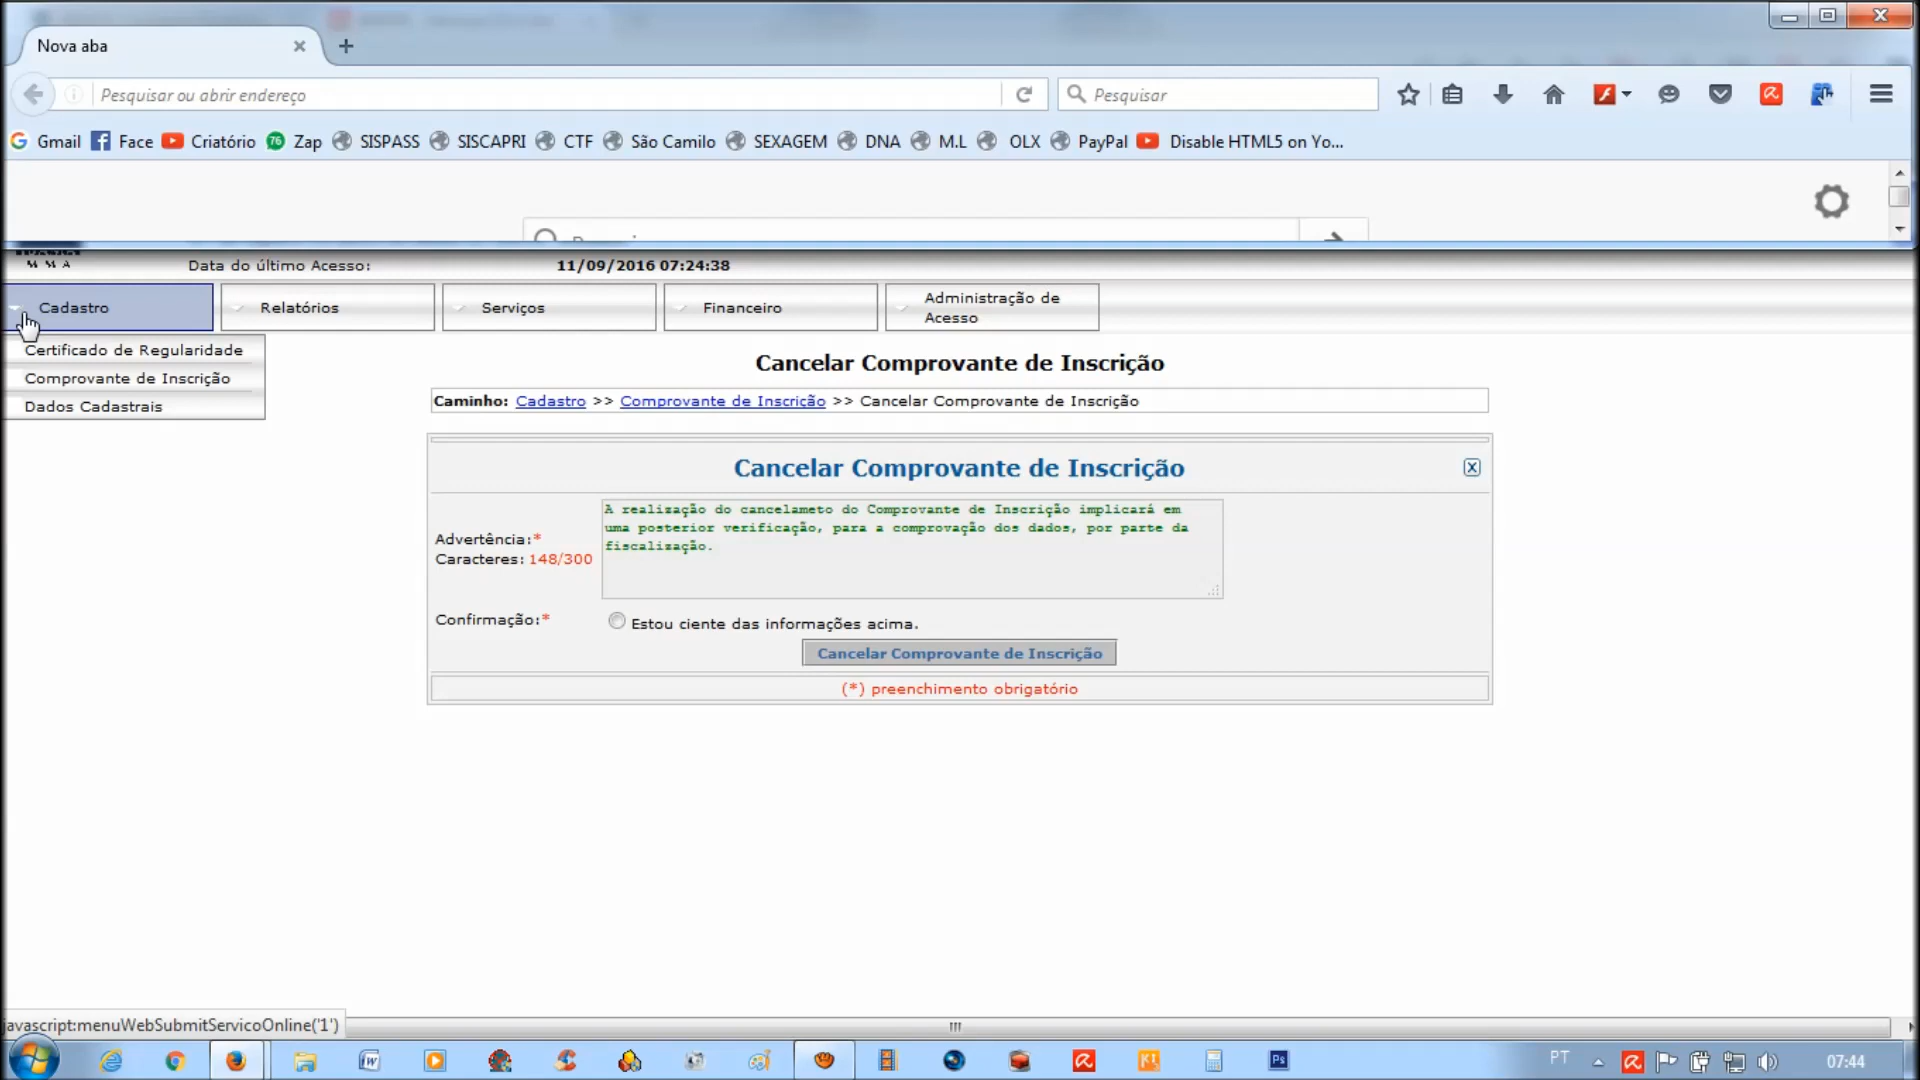 Nova aba
Pesquisar ou abrir endereço
Pesquisar
Gmail Face Criatório 76 Zap SISPASS SISCAPRI CTF São Camilo SEXAGEM DNA M.L OLX PayPal Disable HTML5 on Yo...
M M A
Data do último Acesso: 11/09/2016 07:24:38
Cadastro Relatórios Serviços Financeiro Administração de Acesso
Certificado de Regularidade
Comprovante de Inscrição
Dados Cadastrais
Cancelar Comprovante de Inscrição
Caminho: Cadastro >> Comprovante de Inscrição >> Cancelar Comprovante de Inscrição
Cancelar Comprovante de Inscrição
Advertência:*
Caracteres: 148/300
A realização do cancelameto do Comprovante de Inscrição implicará em
uma posterior verificação, para a comprovação dos dados, por parte da
fiscalização.
Confirmação:* Estou ciente das informações acima.
Cancelar Comprovante de Inscrição
(*) preenchimento obrigatório
javascript:menuWebSubmitServicoOnline('1')
PT 07:44